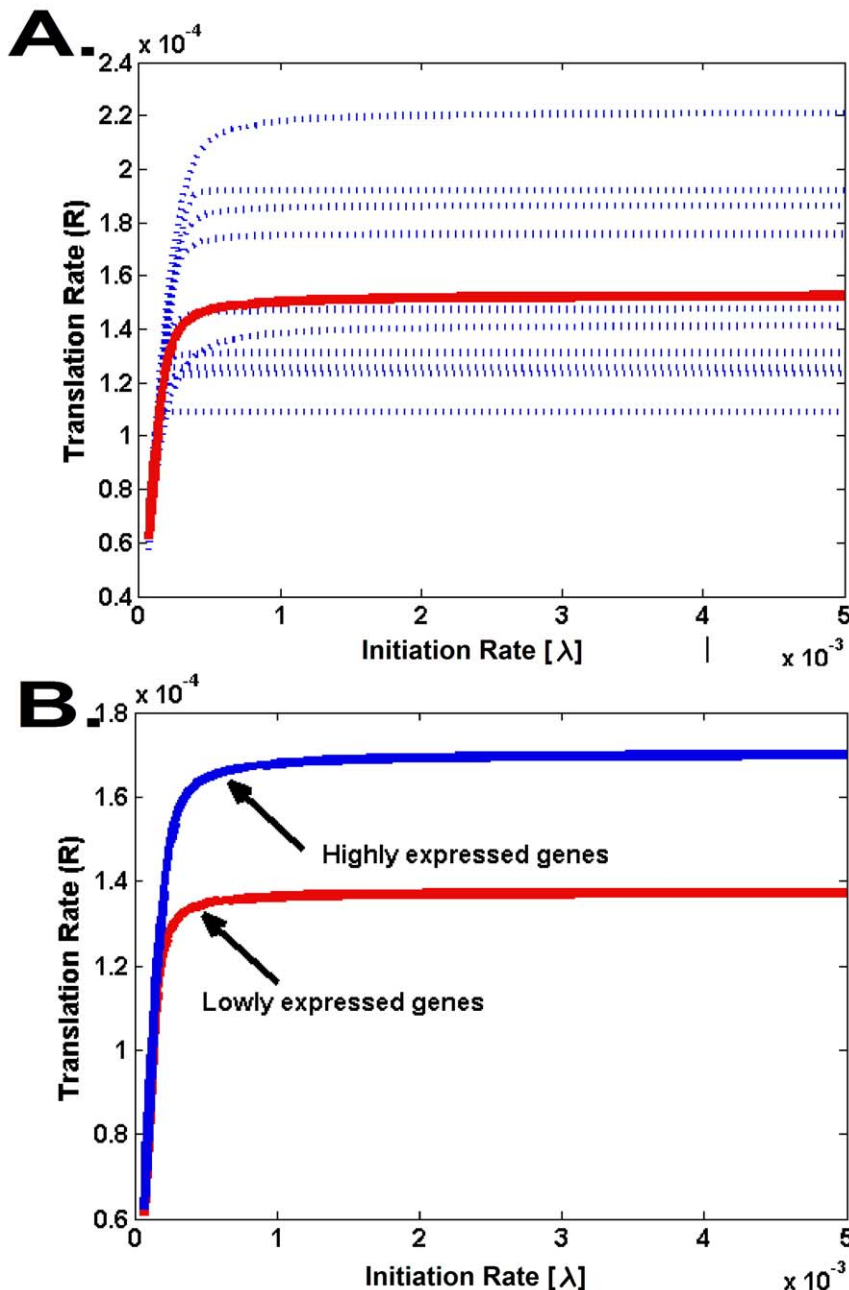 A.
x 10-4
2.4
2.2
2
1.8
1.6
1.4
1.2
1
0.8
0.6
0.4
Translation Rate (R)
0 1 2 3 4 5
Initiation Rate [λ]
x 10-3
B.
x 10-4
1.8
1.6
1.4
1.2
1
0.8
0.6
Translation Rate (R)
Highly expressed genes
Lowly expressed genes
0 1 2 3 4 5
Initiation Rate [λ]
x 10-3